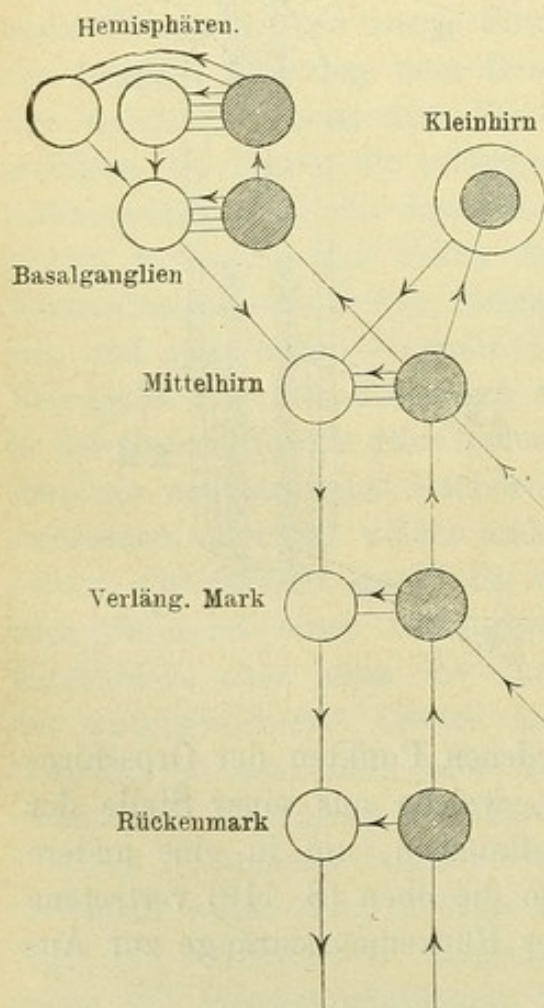 Hemisphären.
Kleinhirn
Basalganglien
Mittelhirn
Verläng. Mark
Rückenmark